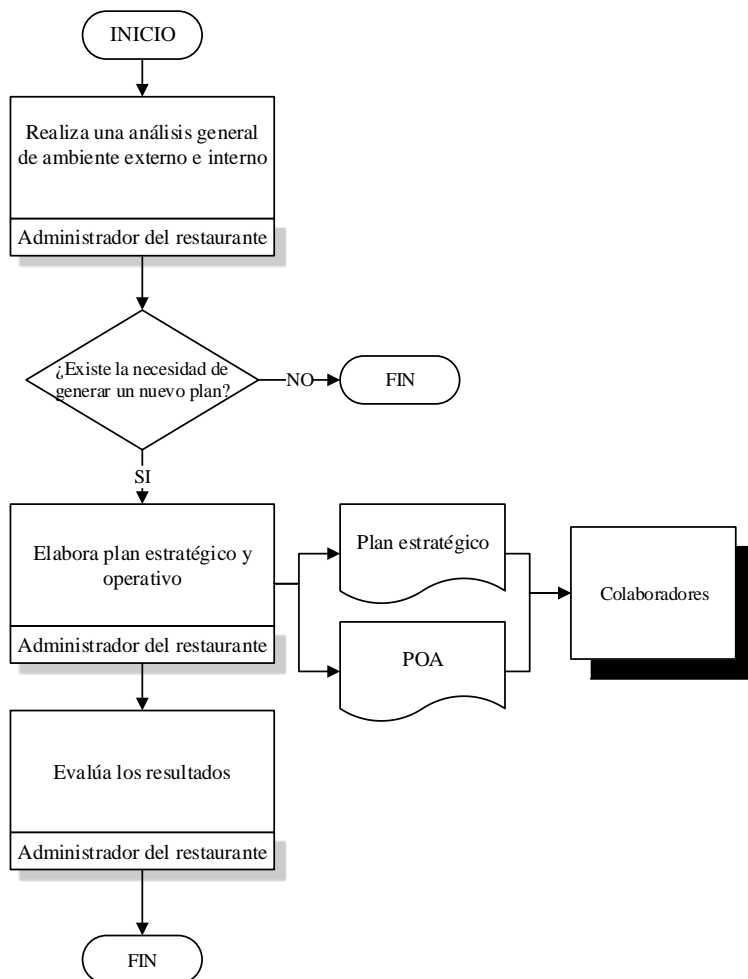 INICIO
Realiza una análisis general
de ambiente externo e interno
Administrador del restaurante
¿Existe la necesidad de
generar un nuevo plan?
NO
FIN
SI
Elabora plan estratégico y
operativo
Administrador del restaurante
Plan estratégico
POA
Colaboradores
Evalúa los resultados
Administrador del restaurante
FIN